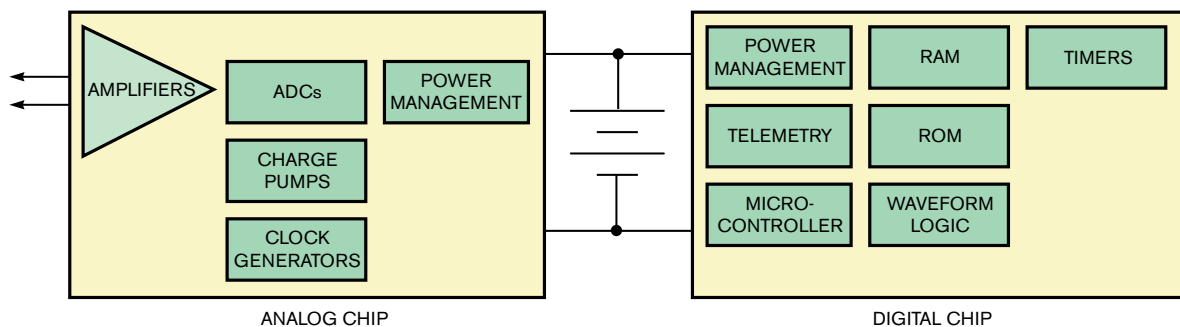 AMPLIFIERS
ADCs
POWER
MANAGEMENT
CHARGE
PUMPS
CLOCK
GENERATORS
ANALOG CHIP
POWER
MANAGEMENT
RAM
TIMERS
TELEMETRY
ROM
MICRO-
CONTROLLER
WAVEFORM
LOGIC
DIGITAL CHIP